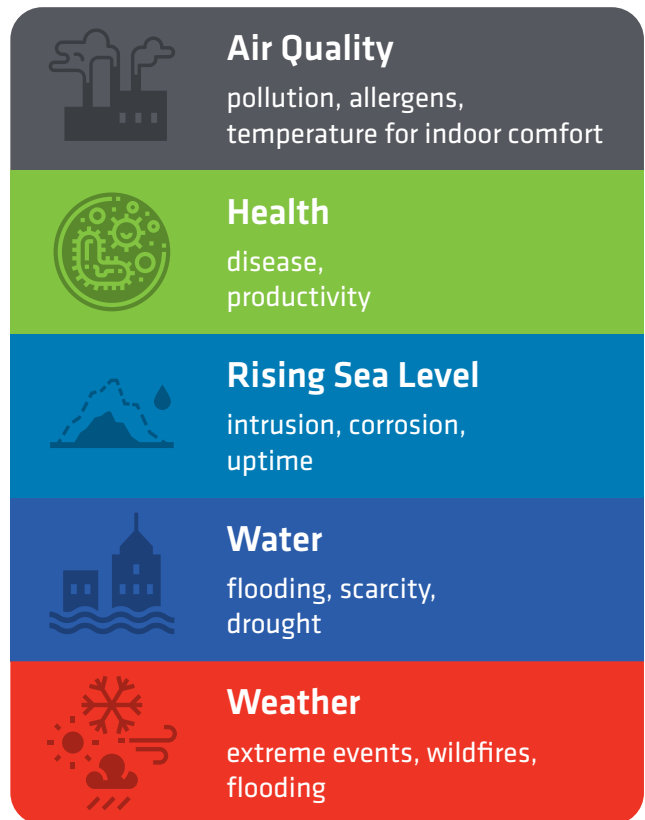 Air Quality
pollution, allergens,
temperature for indoor comfort
Health
disease,
productivity
Rising Sea Level
intrusion, corrosion,
uptime
Water
flooding, scarcity,
drought
Weather
extreme events, wildfires,
flooding